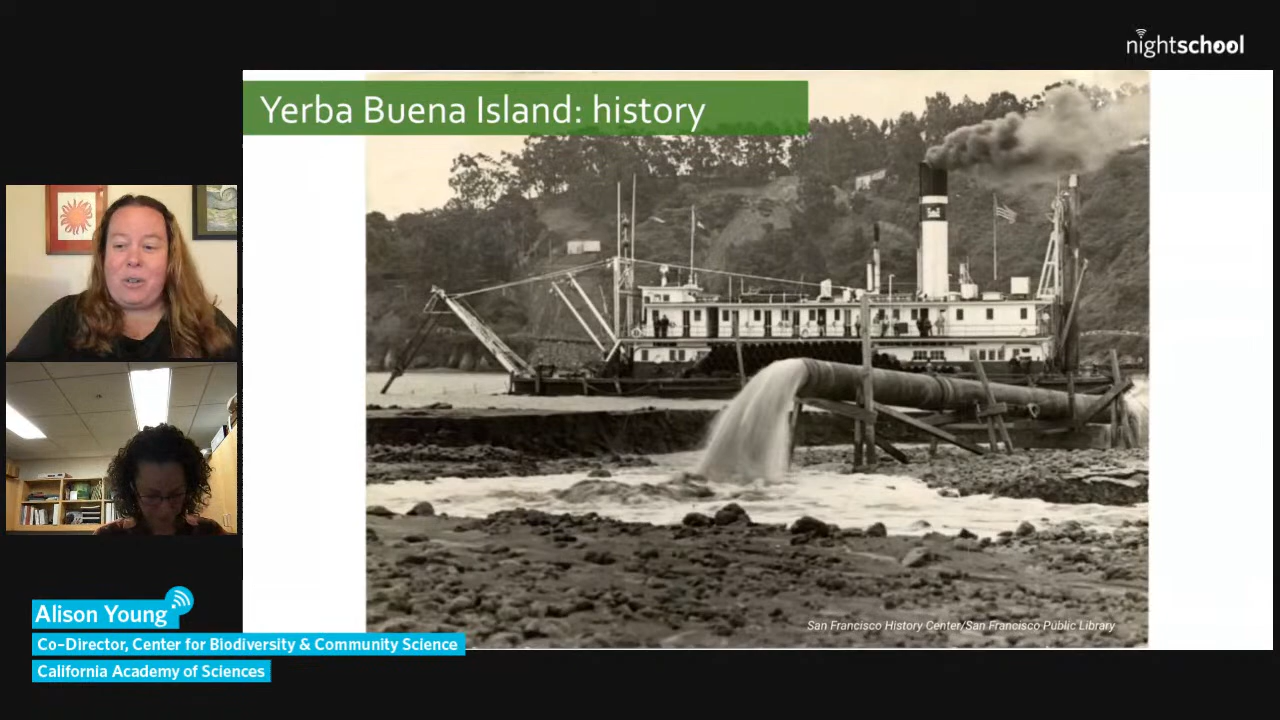 nightschool
Yerba Buena Island: history
San Francisco History Center/San Francisco Public Library
Alison Young
Co-Director, Center for Biodiversity & Community Science
California Academy of Sciences